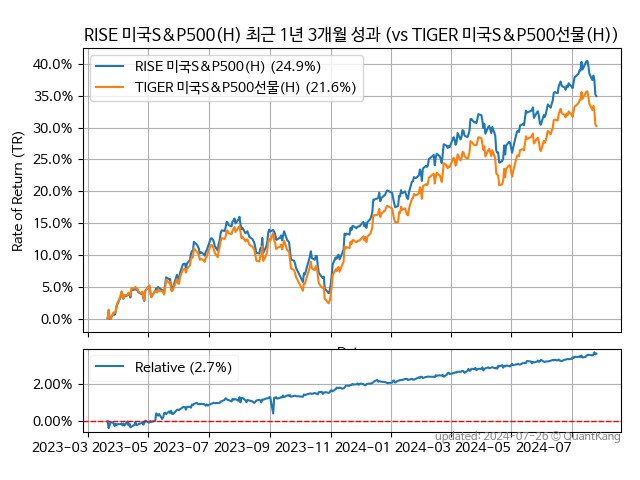 RISE 미국S&P500(H) 최근 1년 3개월 성과 (vs TIGER 미국S&P500선물(H))
Rate of Return (TR)
40.0%
35.0%
30.0%
25.0%
20.0%
15.0%
10.0%
5.0%
0.0%
RISE 미국S&P500(H) (24.9%)
TIGER 미국S&P500선물(H) (21.6%)
2.00%
0.00%
Relative (2.7%)
2023-03 2023-05 2023-07 2023-09 2023-11 2024-01 2024-03 2024-05 2024-07
updated: 2024-07-26 © QuantKang